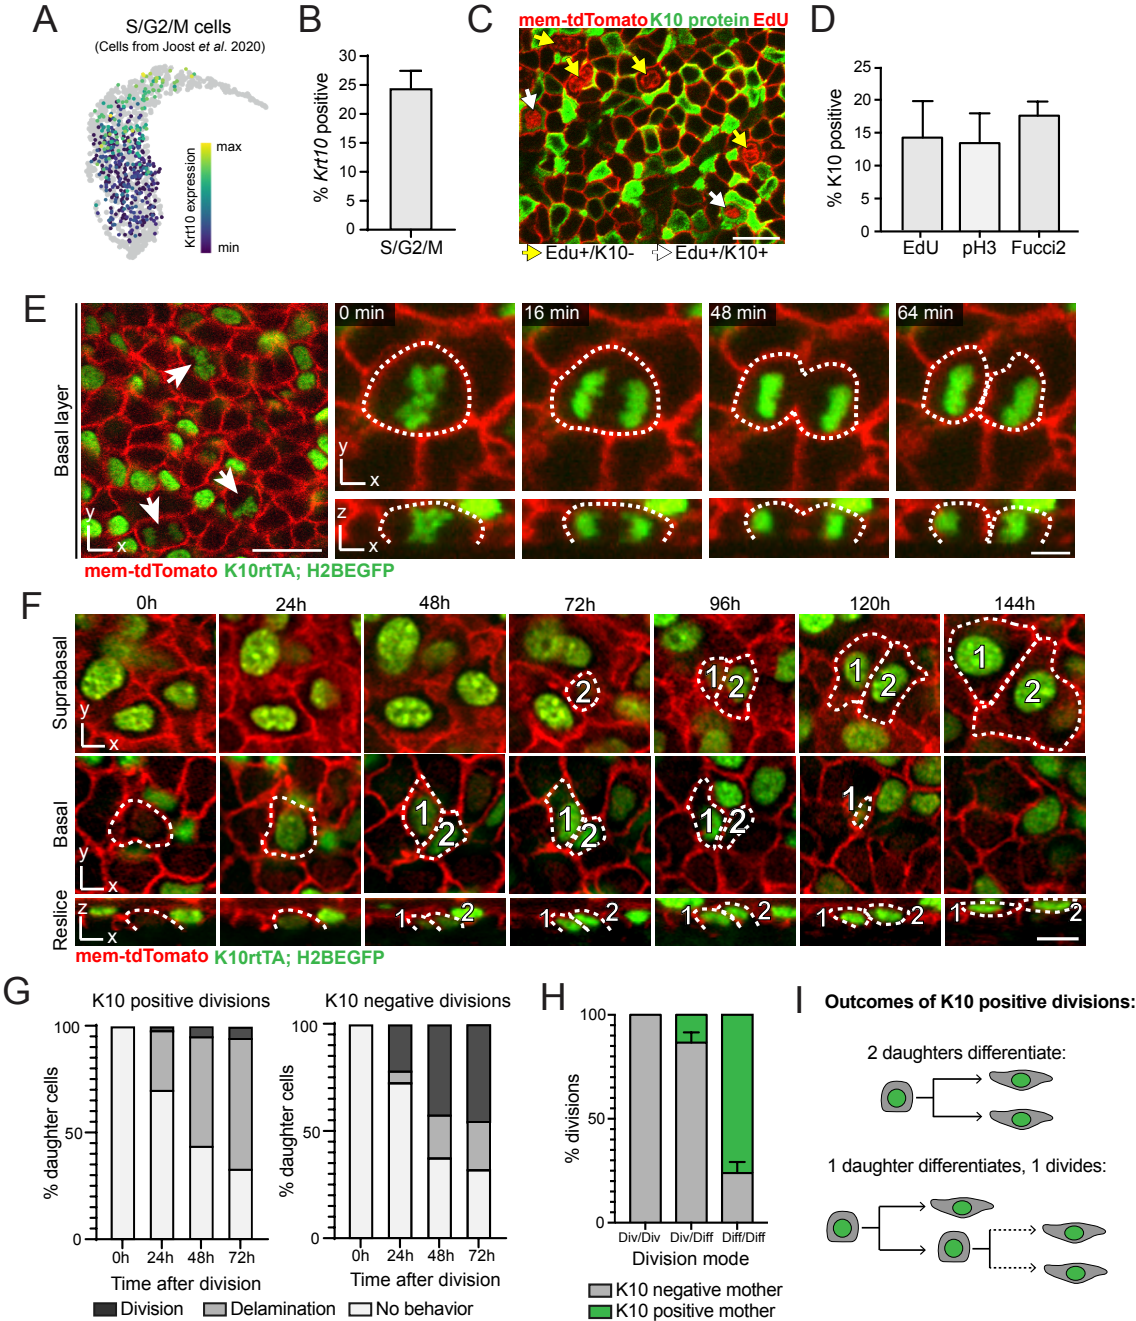 A
S/G2/M cells
(Cells from Joost et al. 2020)
Krt10 expression
max
min
B
% Krt10 positive
30
25
20
15
10
5
0
S/G2/M
C
mem-tdTomato K10 protein EdU
Edu+/K10-
Edu+/K10+
D
% K10 positive
25
20
15
10
5
0
EdU pH3 Fucci2
E
Basal layer
0 min
16 min
48 min
64 min
y
x
y
x
z
x
mem-tdTomato K10rtTA; H2BEGFP
F
0h 24h 48h 72h 96h 120h 144h
Suprabasal
y
x
2
1 2
1 2
1 2
Basal
y
x
1 2
1 2
1 2
1
Reslice
z
x
1 2
1 2
1 2
1 2
1 2
mem-tdTomato K10rtTA; H2BEGFP
G
K10 positive divisions
% daughter cells
100
50
0
0h 24h 48h 72h
Time after division
K10 negative divisions
% daughter cells
100
50
0
0h 24h 48h 72h
Time after division
Division Delamination No behavior
H
% divisions
100
50
0
Div/Div Div/Diff Diff/Diff
Division mode
K10 negative mother
K10 positive mother
I
Outcomes of K10 positive divisions:
2 daughters differentiate:
1 daughter differentiates, 1 divides: